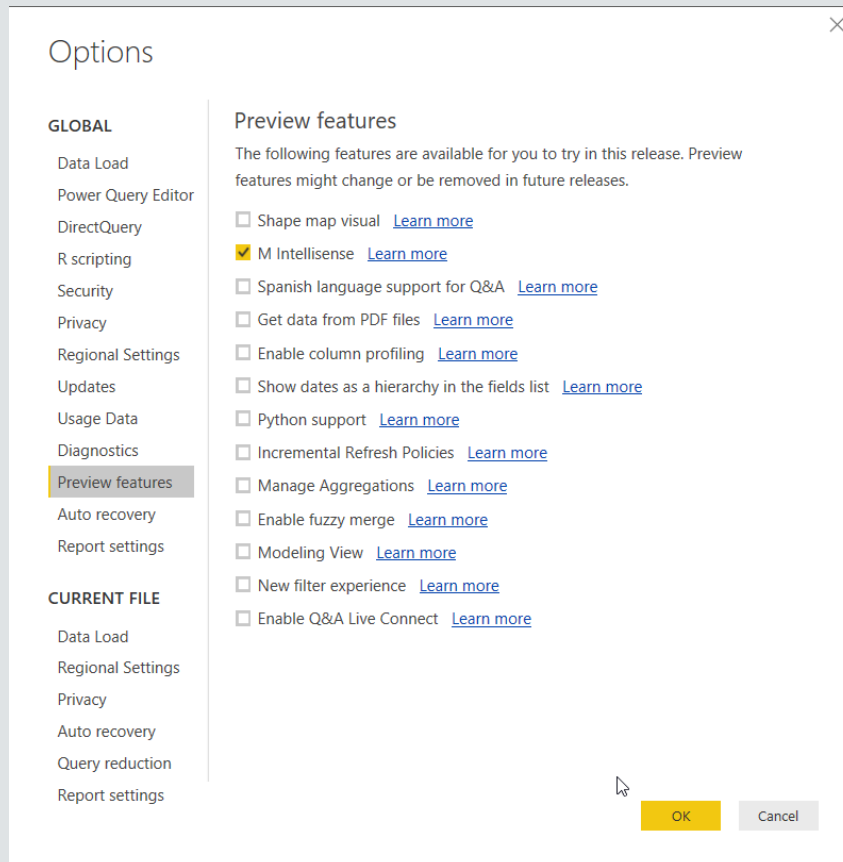 Options
GLOBAL
Data Load
Power Query Editor
DirectQuery
R scripting
Security
Privacy
Regional Settings
Updates
Usage Data
Diagnostics
Preview features
Auto recovery
Report settings
CURRENT FILE
Data Load
Regional Settings
Privacy
Auto recovery
Query reduction
Report settings
Preview features
The following features are available for you to try in this release. Preview
features might change or be removed in future releases.
Shape map visual Learn more
M Intellisense Learn more
Spanish language support for Q&A Learn more
Get data from PDF files Learn more
Enable column profiling Learn more
Show dates as a hierarchy in the fields list Learn more
Python support Learn more
Incremental Refresh Policies Learn more
Manage Aggregations Learn more
Enable fuzzy merge Learn more
Modeling View Learn more
New filter experience Learn more
Enable Q&A Live Connect Learn more
OK Cancel